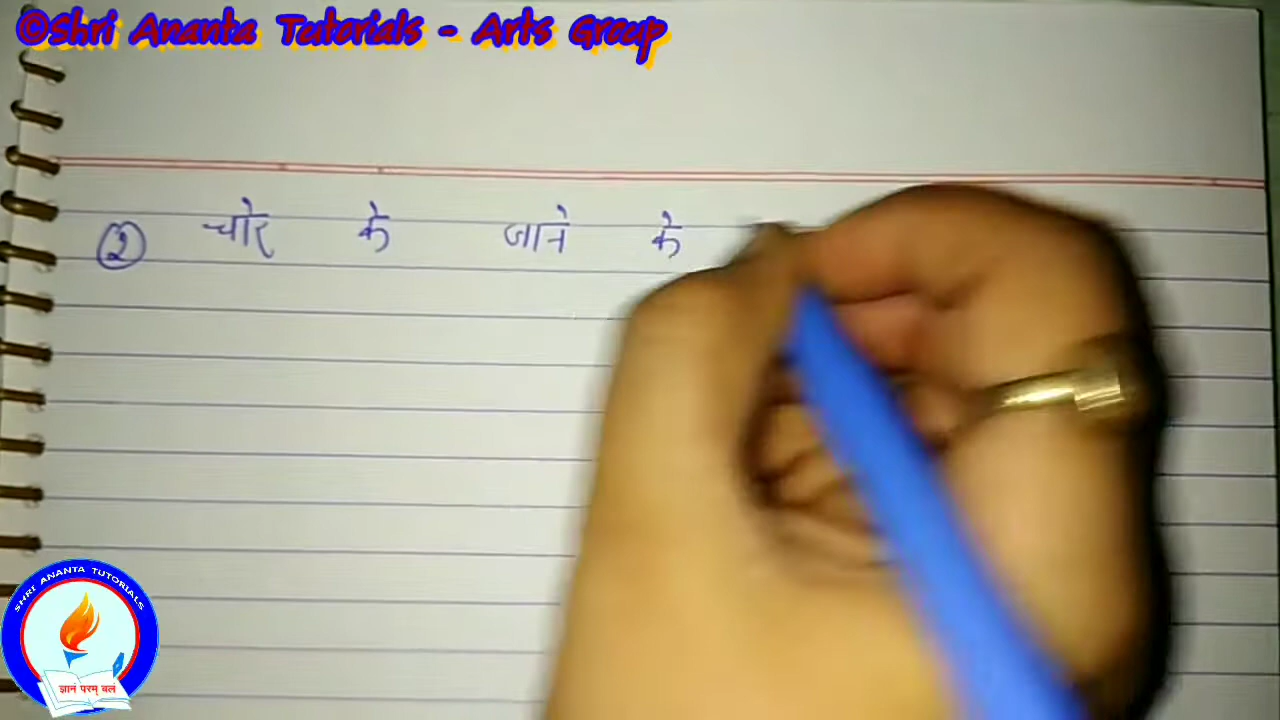 ©Shri Ananta Tutorials - Arts Group
② चोर के जाने के
SHRI ANANTA TUTORIALS
ज्ञानं परमं बलं